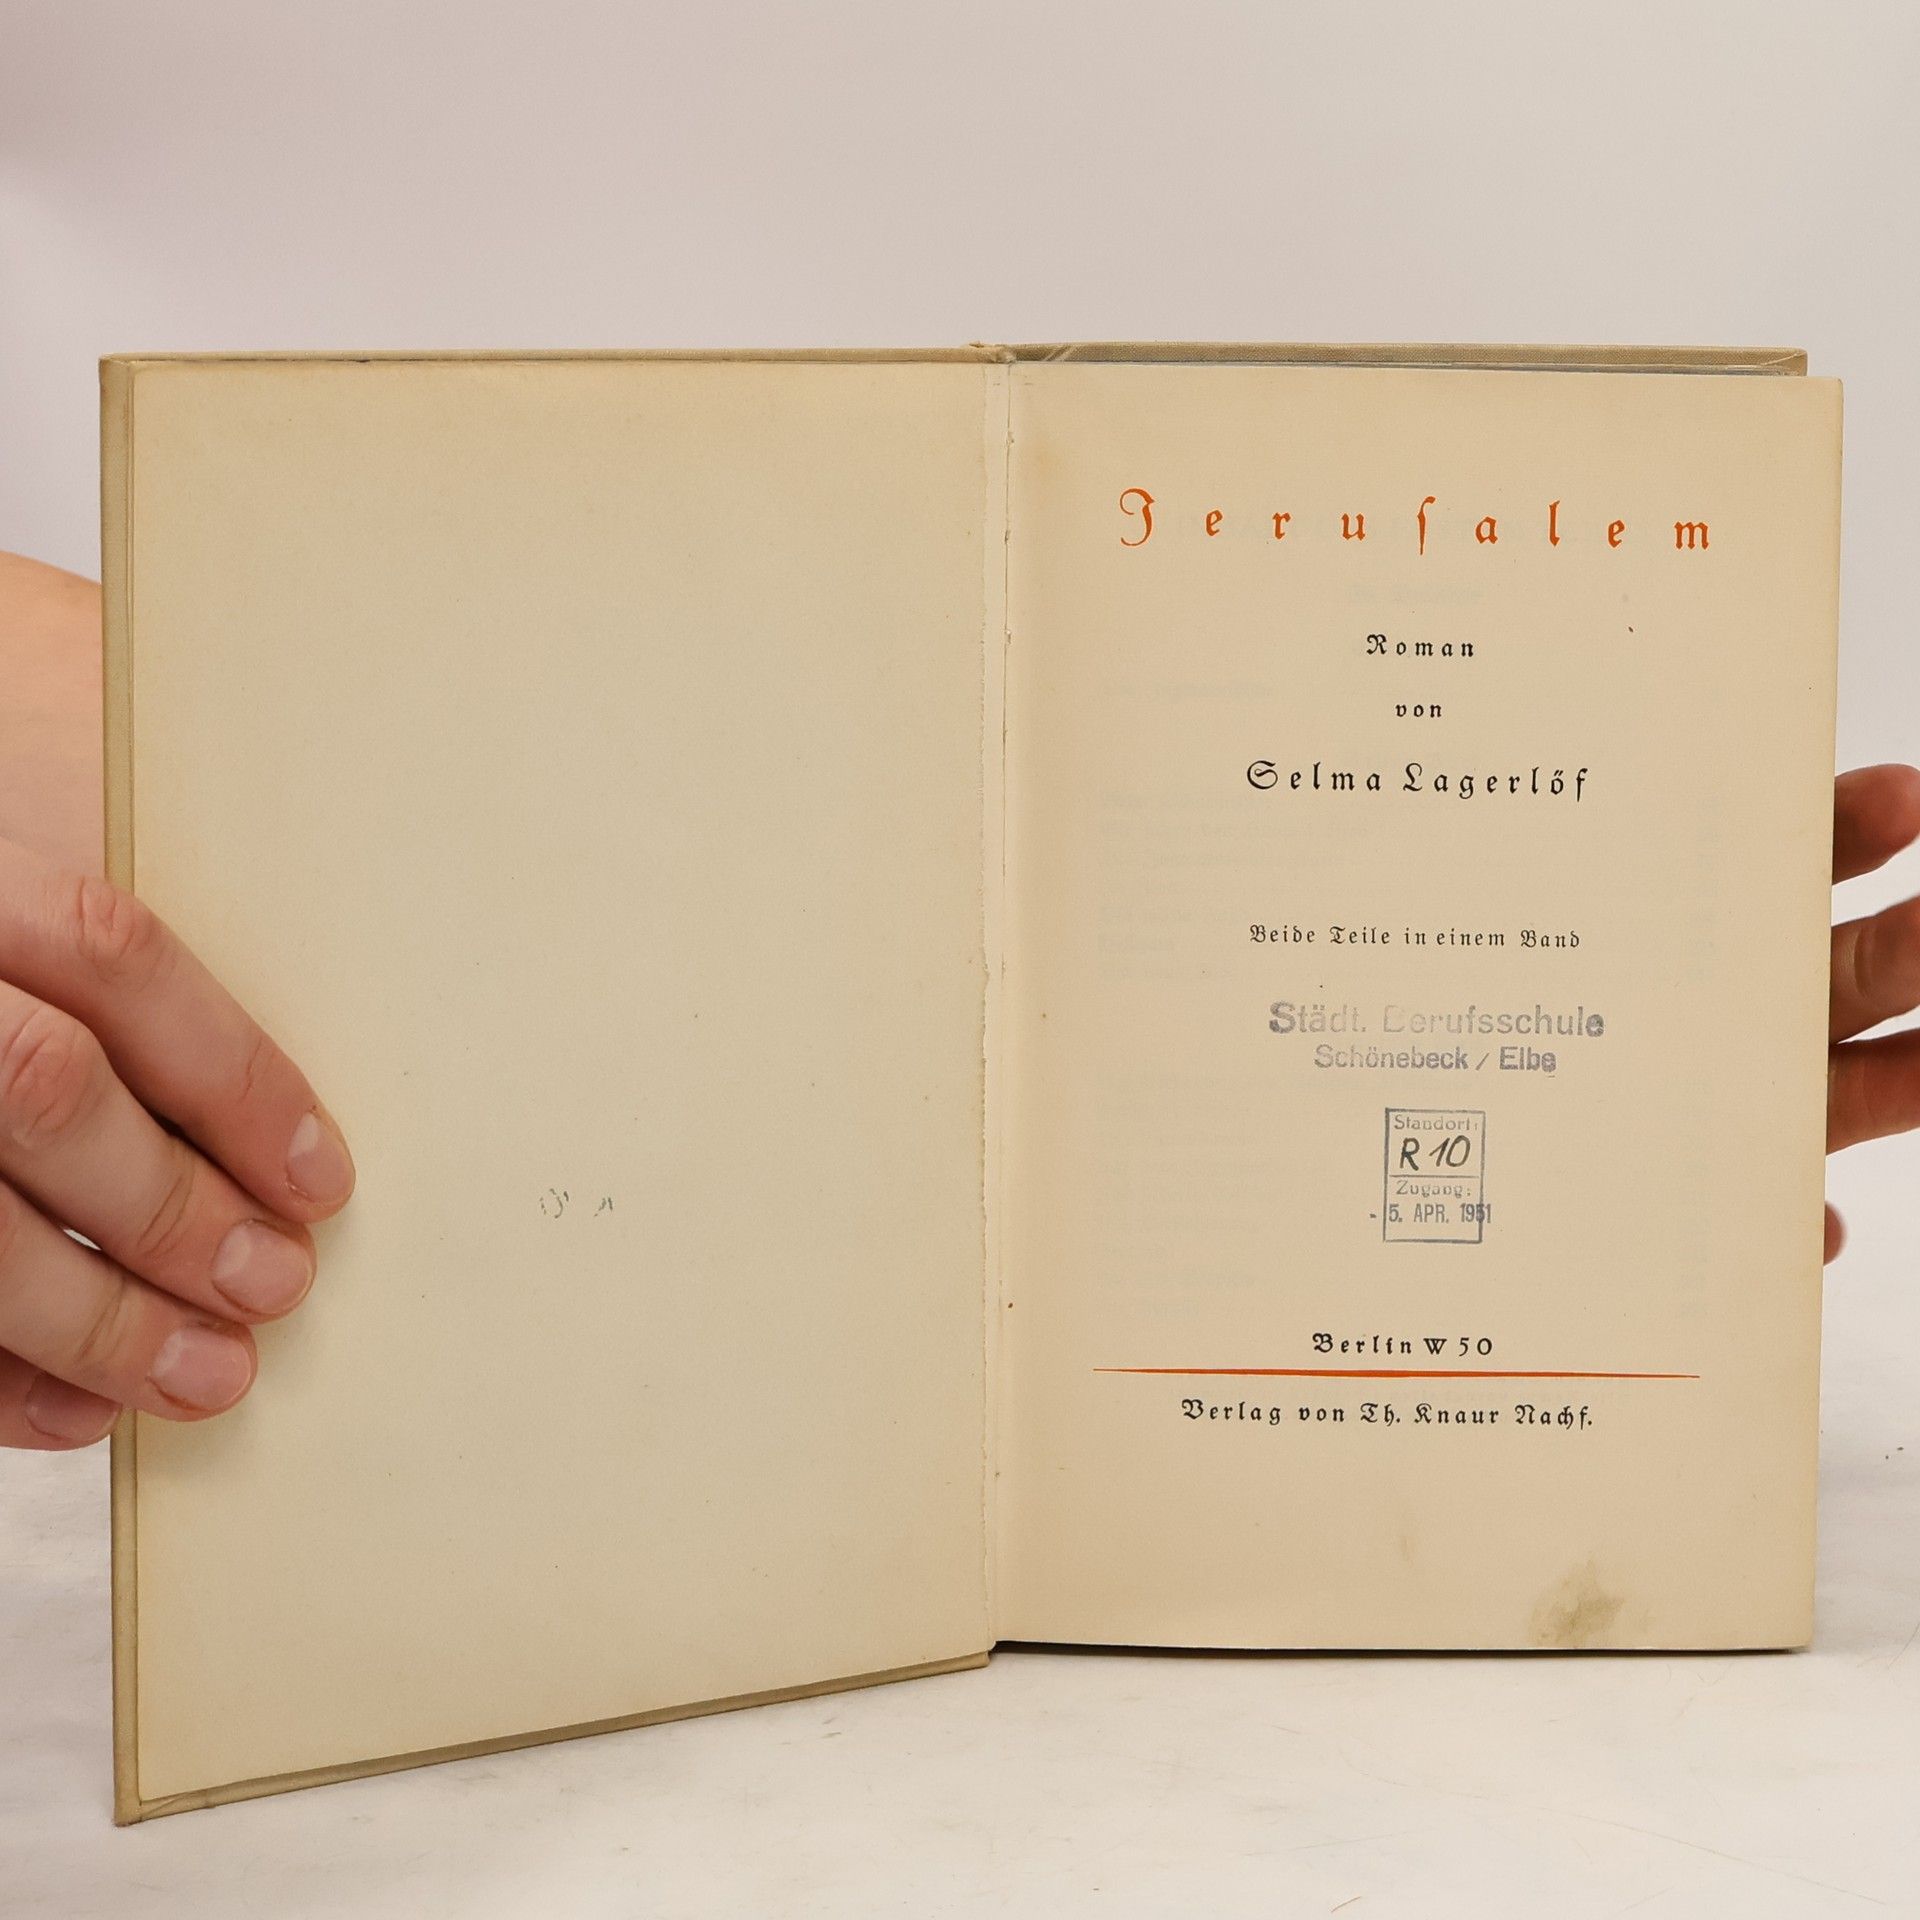 Jeruſalem
Roman
von
Selma Lagerlöf
Beide Teile in einem Band
Städt. Berufsschule
Schönebeck / Elbe
Standort:
R 10
Zugang:
- 5. APR. 1951
Berlin W 50
Verlag von Th. Knaur Nachf.